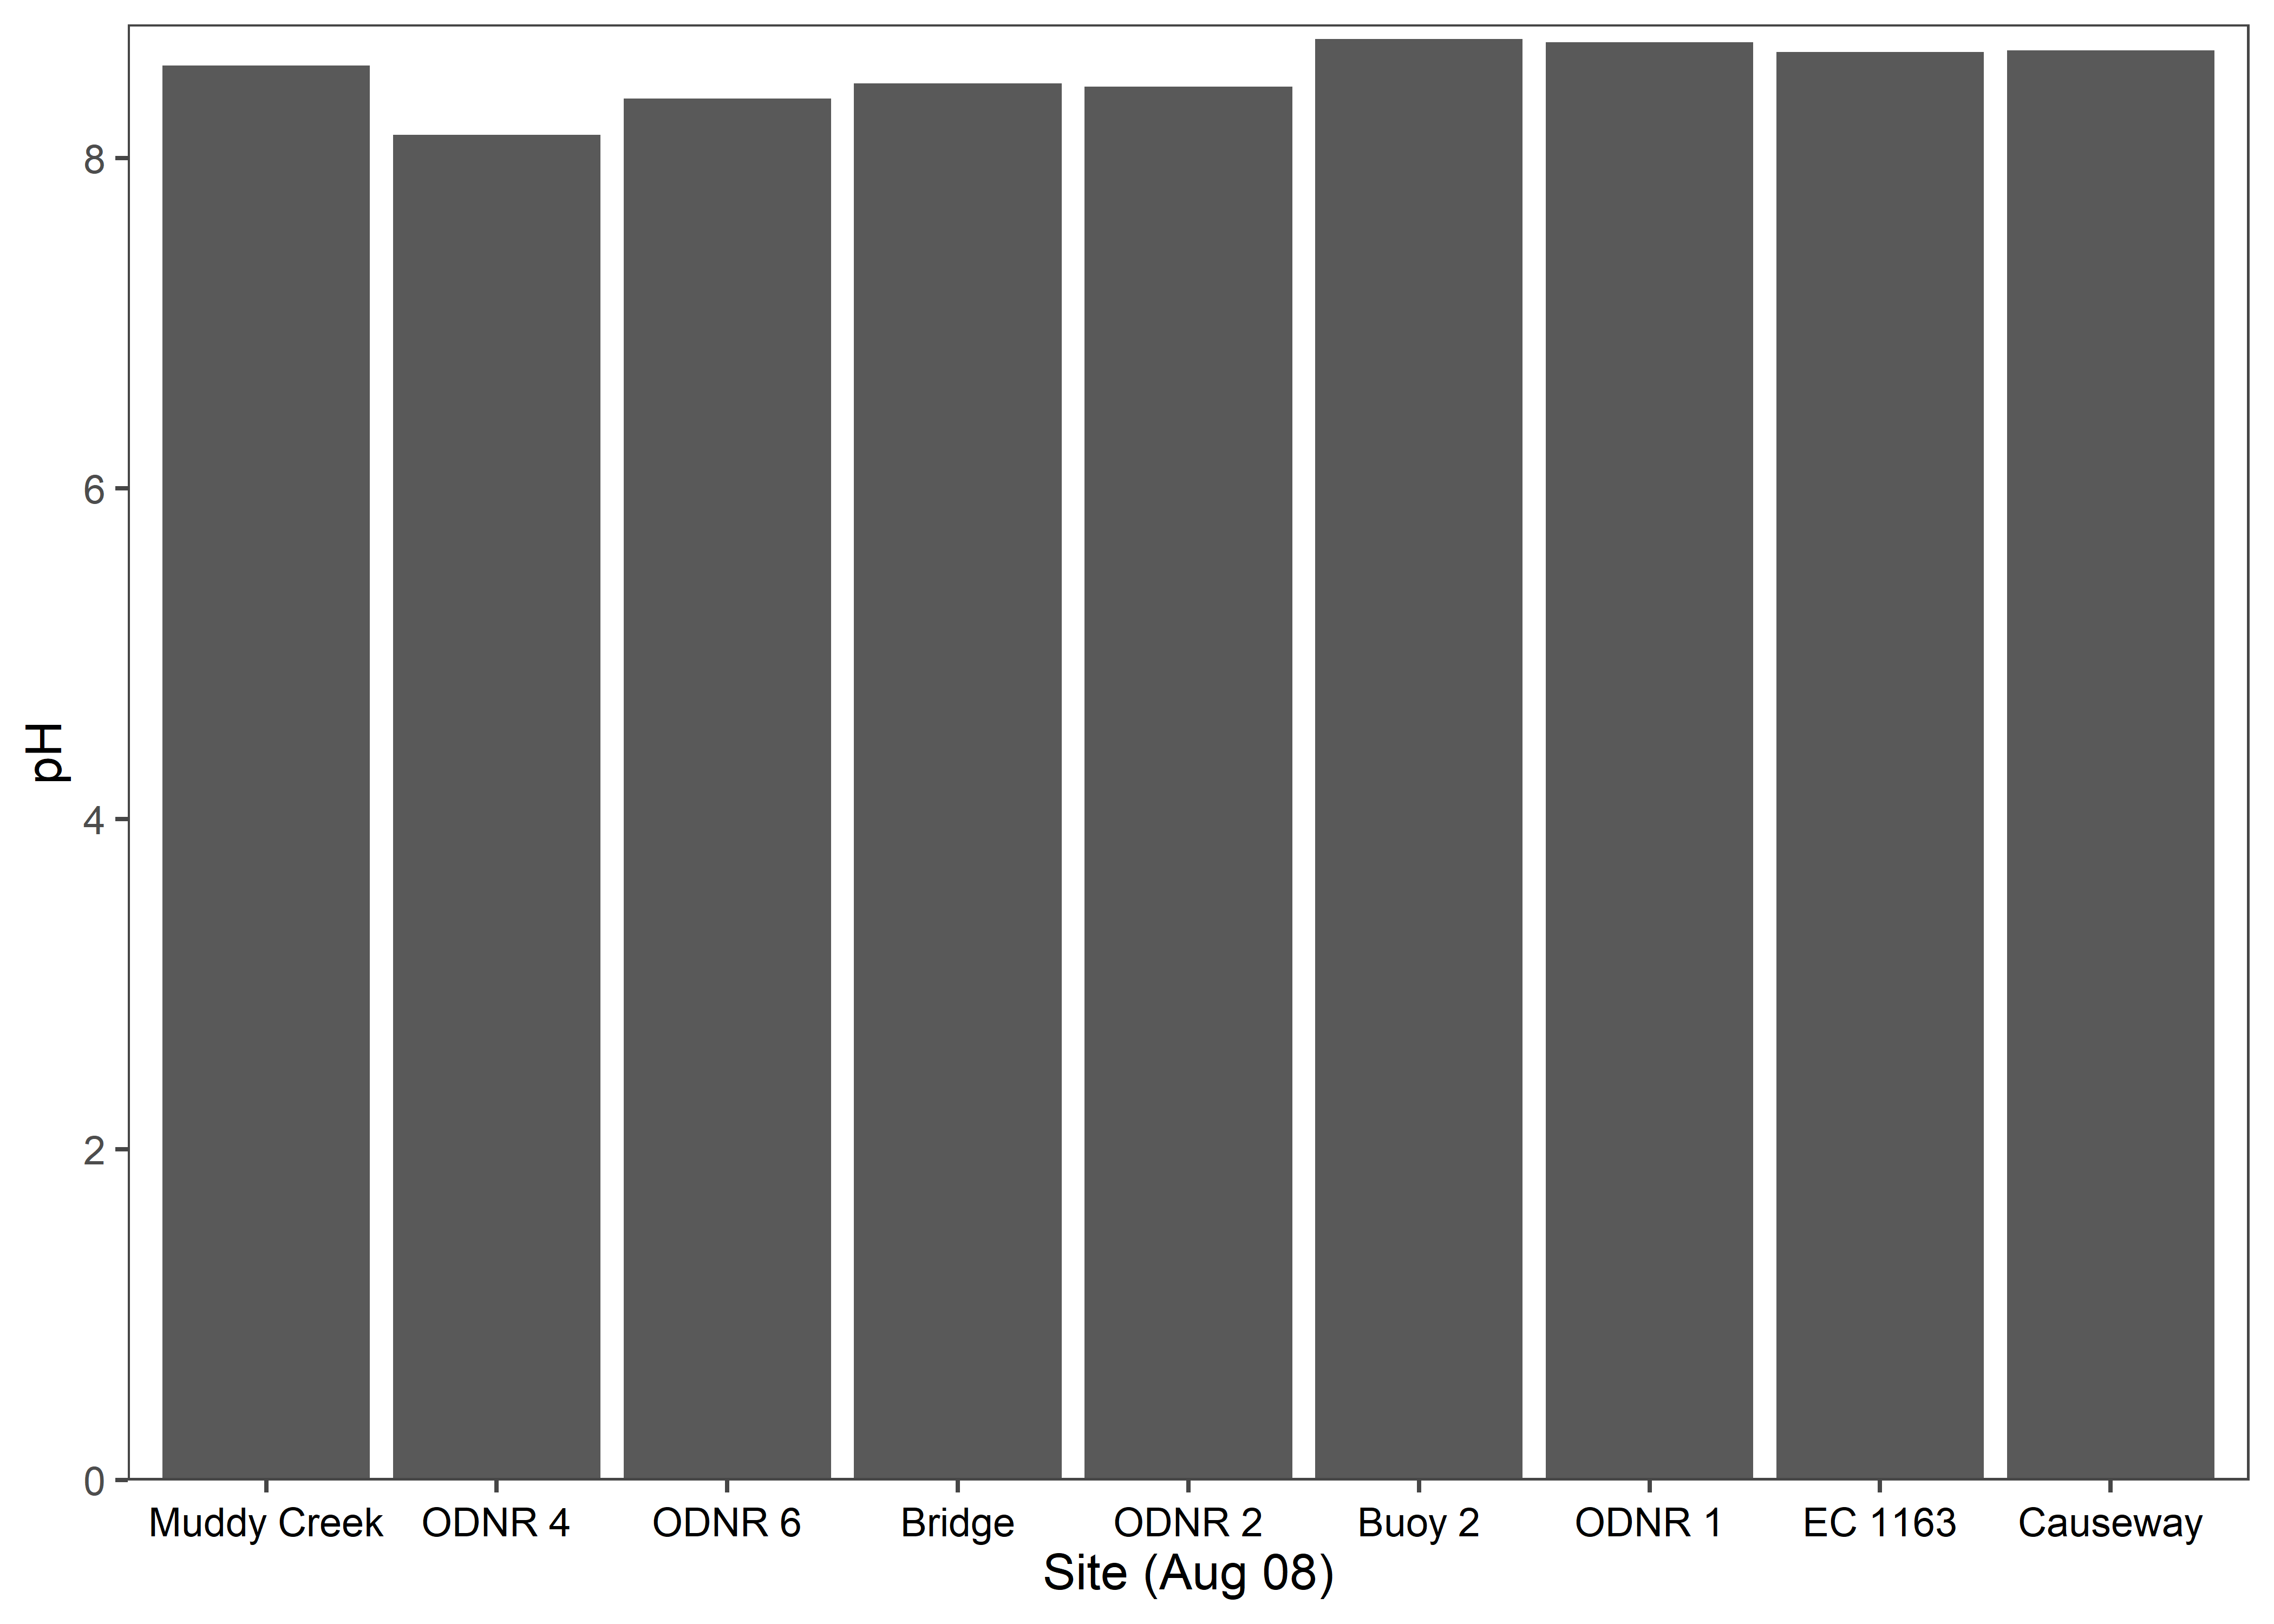 pH
8
6
4
2
0
Muddy Creek ODNR 4 ODNR 6 Bridge ODNR 2 Buoy 2 ODNR 1 EC 1163 Causeway
Site (Aug 08)